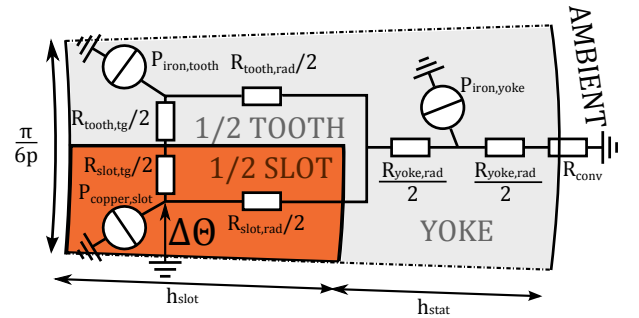 P_iron,tooth
R_tooth,rad/2
AMBIENT
P_iron,yoke
R_tooth,tg/2
1/2 TOOTH
π
6p
R_slot,tg/2
1/2 SLOT
R_yoke,rad
2
R_yoke,rad
2
R_conv
P_copper,slot
R_slot,rad/2
ΔΘ
YOKE
h_slot
h_stat